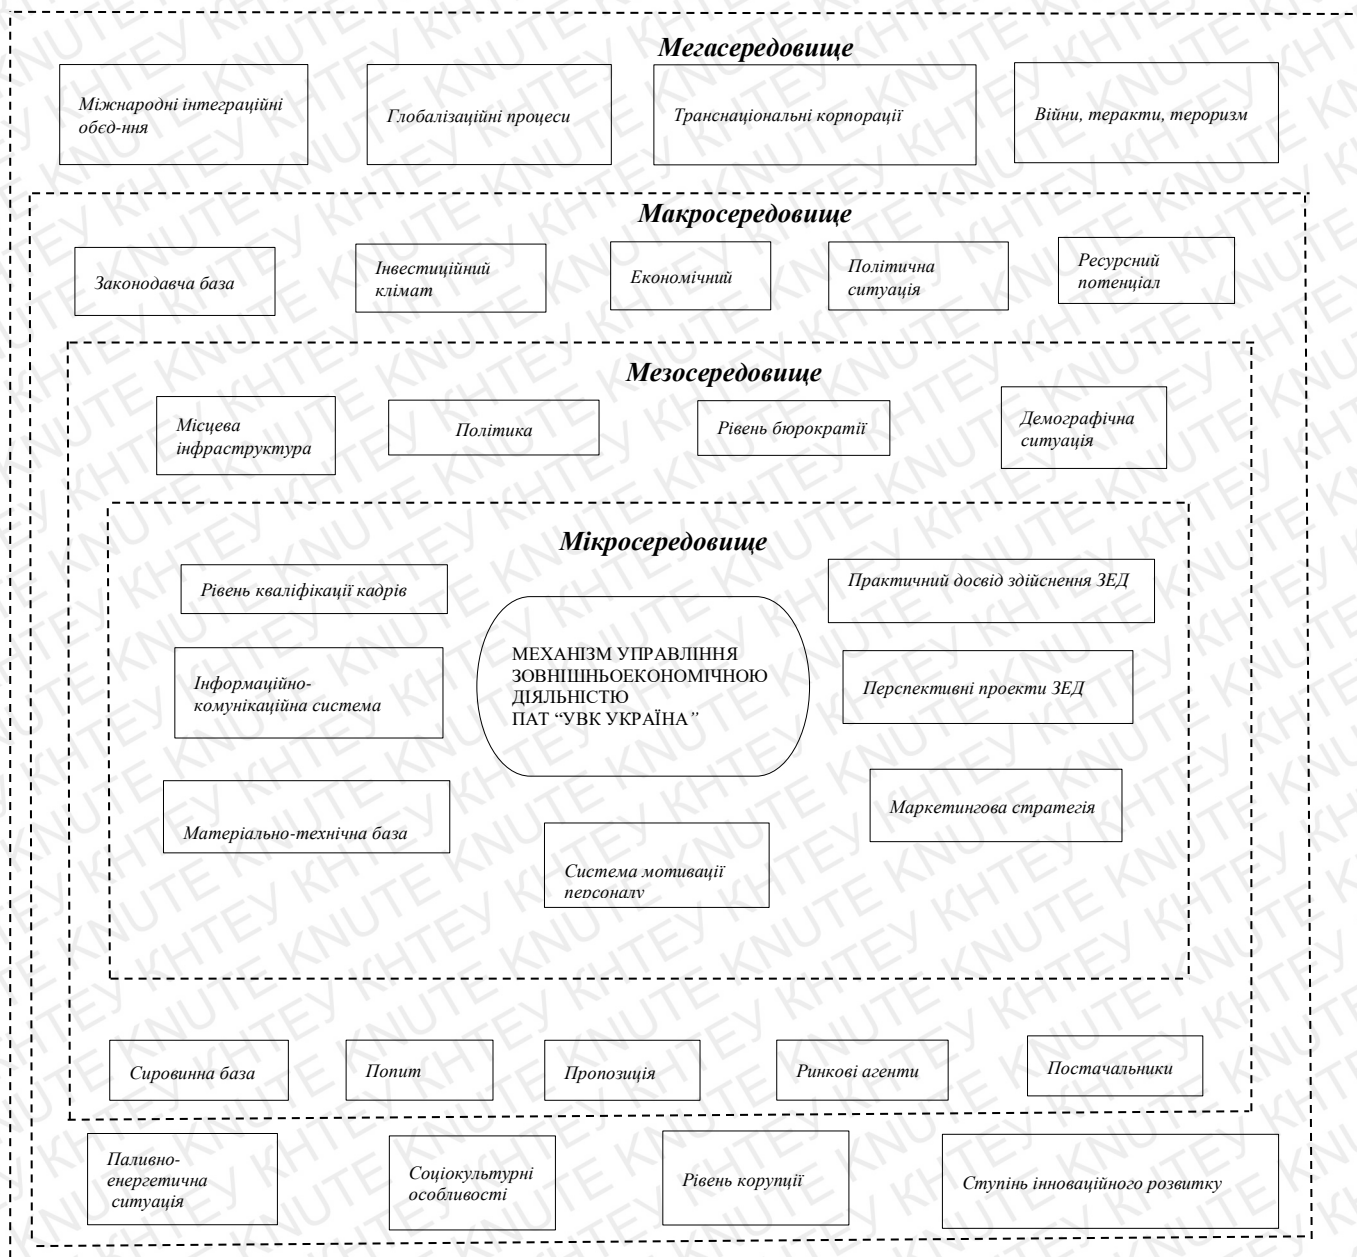 Мегасередовище
Міжнародні інтеграційні
обєд-ння
Глобалізаційні процеси
Транснаціональні корпорації
Війни, теракти, тероризм
Макросередовище
Законодавча база
Інвестиційний
клімат
Економічний
Політична
ситуація
Ресурсний
потенціал
Мезосередовище
Місцева
інфраструктура
Політика
Рівень бюрократії
Демографічна
ситуація
Мікросередовище
Рівень кваліфікації кадрів
Практичний досвід здійснення ЗЕД
Інформаційно-
комунікаційна система
МЕХАНІЗМ УПРАВЛІННЯ
ЗОВНІШНЬОЕКОНОМІЧНОЮ
ДІЯЛЬНІСТЮ
ПАТ “УВК УКРАЇНА”
Перспективні проекти ЗЕД
Матеріально-технічна база
Маркетингова стратегія
Система мотивації
персоналу
Сировинна база
Попит
Пропозиція
Ринкові агенти
Постачальники
Паливно-
енергетична
ситуація
Соціокультурні
особливості
Рівень корупції
Ступінь інноваційного розвитку